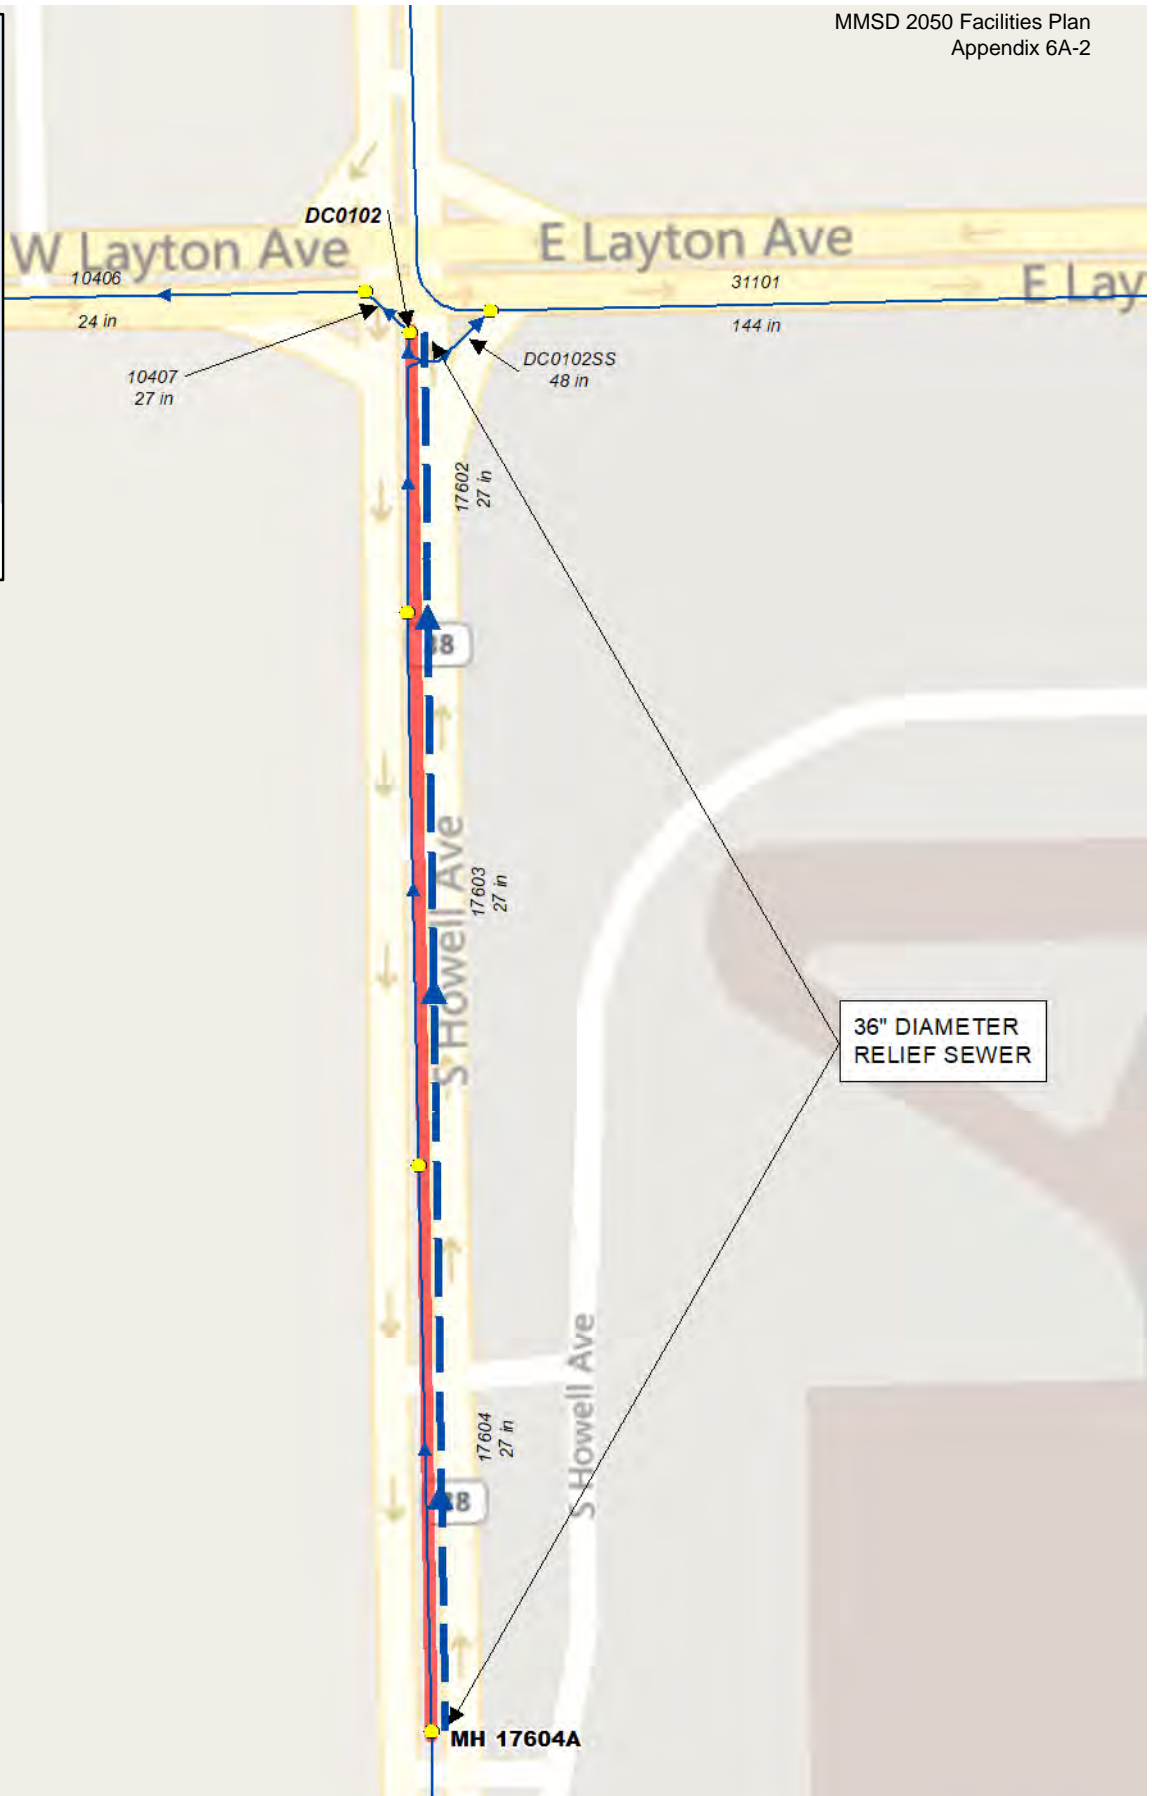 MMSD 2050 Facilities Plan
Appendix 6A-2
DC0102
W Layton Ave
E Layton Ave
10406
31101
E Lay
24 in
144 in
10407
27 in
DC0102SS
48 in
17602
27 in
38
S Howell Ave
17603
27 in
36" DIAMETER
RELIEF SEWER
S Howell Ave
17604
27 in
38
MH 17604A